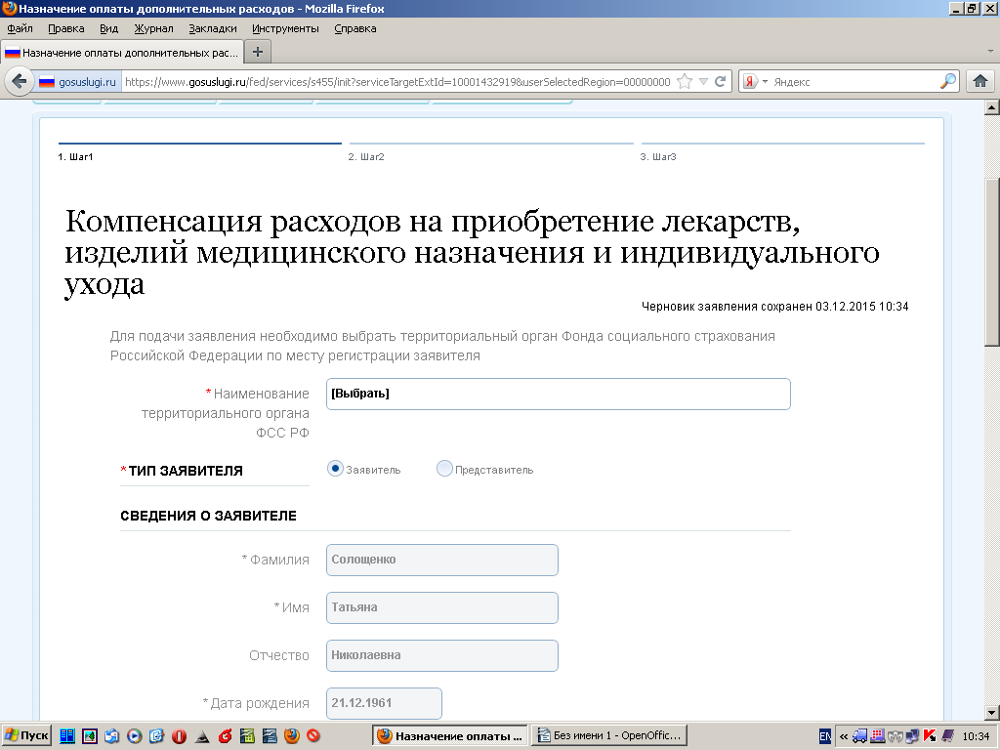 Назначение оплаты дополнительных расходов - Mozilla Firefox
Файл Правка Вид Журнал Закладки Инструменты Справка
Назначение оплаты дополнительных рас...
gosuslugi.ru https://www.gosuslugi.ru/fed/services/s455/init?serviceTargetExtId=10001432919&userSelectedRegion=00000000 Яндекс
1. Шаг1 2. Шаг2 3. Шаг3
Компенсация расходов на приобретение лекарств,
изделий медицинского назначения и индивидуального
ухода
Черновик заявления сохранен 03.12.2015 10:34
Для подачи заявления необходимо выбрать территориальный орган Фонда социального страхования
Российской Федерации по месту регистрации заявителя
* Наименование [Выбрать]
территориального органа
ФСС РФ
* ТИП ЗАЯВИТЕЛЯ Заявитель Представитель
СВЕДЕНИЯ О ЗАЯВИТЕЛЕ
* Фамилия Солощенко
* Имя Татьяна
Отчество Николаевна
* Дата рождения 21.12.1961
Пуск Назначение оплаты ... Без имени 1 - OpenOffic... EN « 10:34